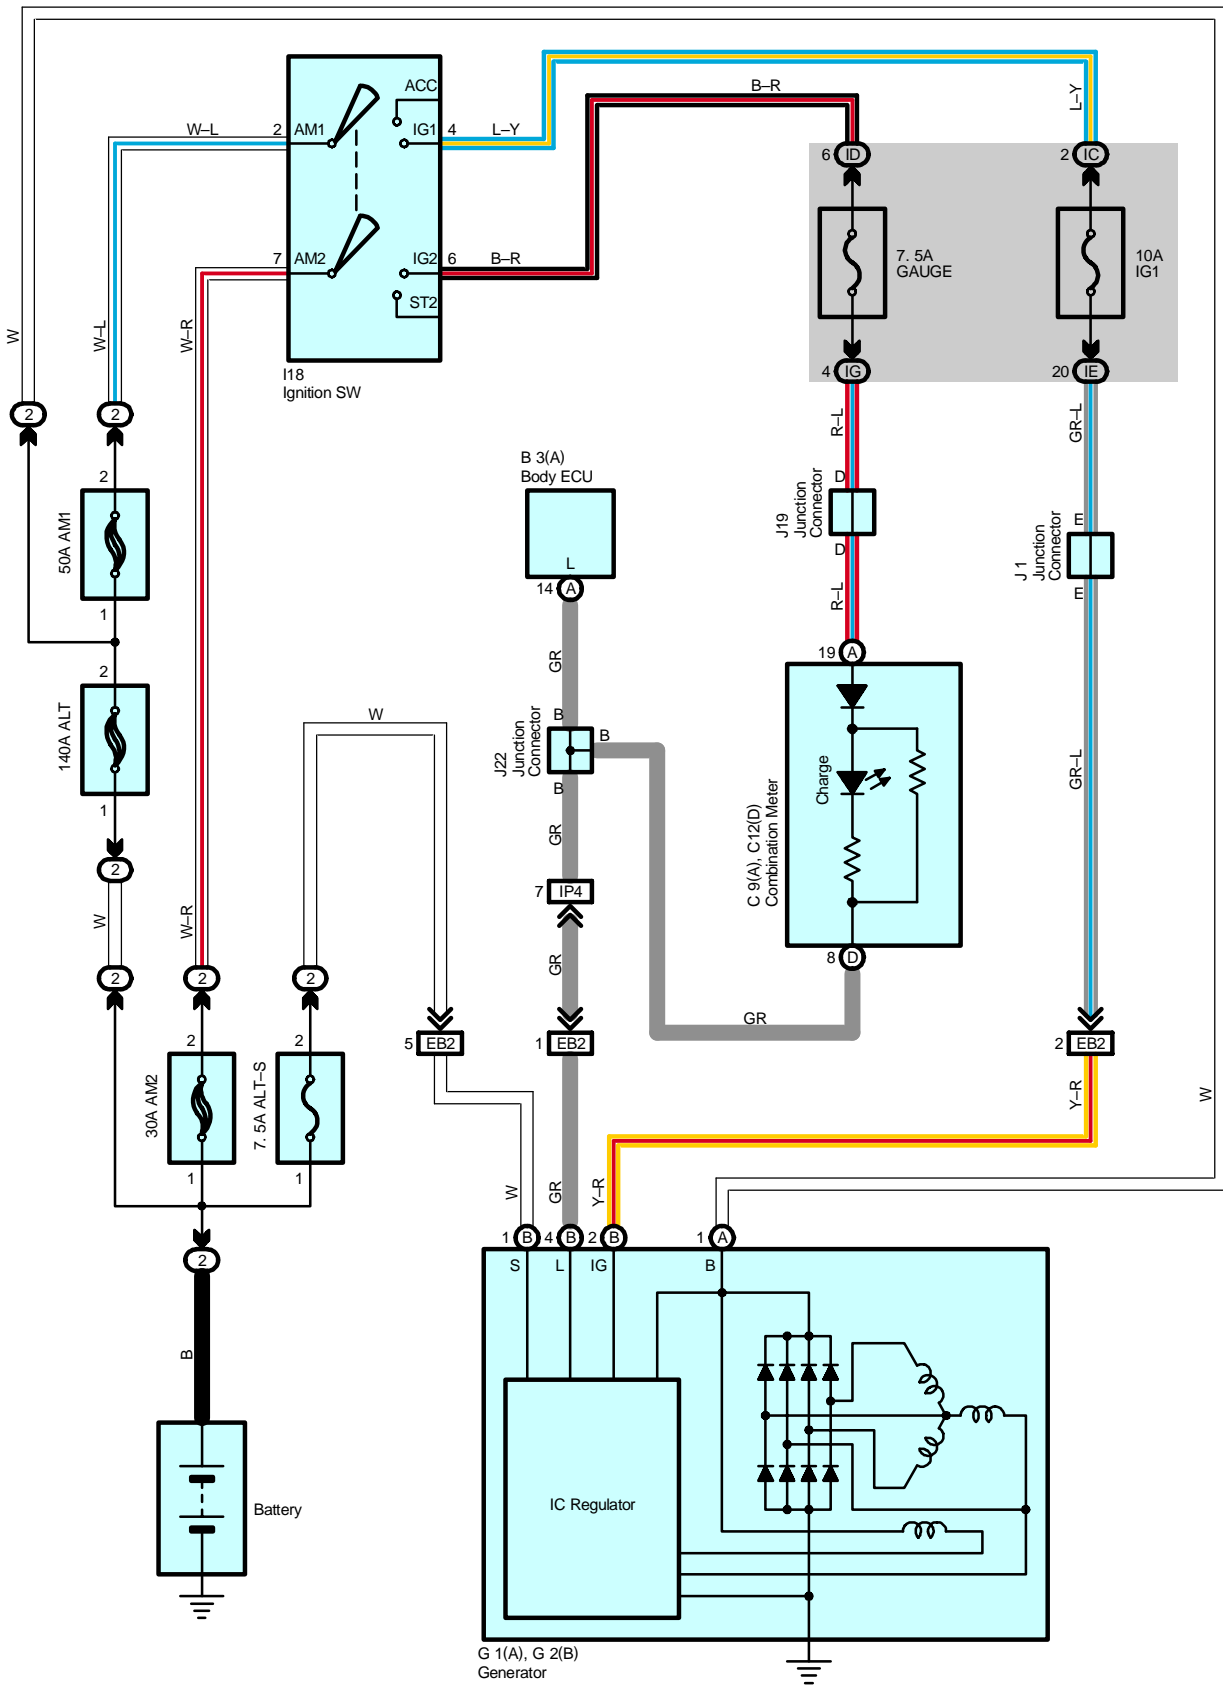 ACC
B–R
L–Y
W–L
2
AM1
IG1
4
L–Y
6
ID
2
IC
7
AM2
IG2
6
B–R
ST2
7. 5A
GAUGE
10A
IG1
W
W–L
W–R
I18
Ignition SW
4
IG
20
IE
2
2
R–L
GR–L
B 3(A)
Body ECU
L
14
A
2
50A AM1
1
D
J19
Junction
Connector
D
E
J 1
Junction
Connector
E
R–L
GR
19
A
2
140A ALT
1
W
B
J22
Junction
Connector
B
B
Charge
C 9(A), C12(D)
Combination Meter
GR–L
GR
2
W
W–R
7
IP4
GR
8
D
2
2
2
GR
5
EB2
1
EB2
2
EB2
2
30A AM2
1
2
7. 5A ALT–S
1
Y–R
W
W
GR
Y–R
2
1
B
4
B
2
B
1
A
S
L
IG
B
B
IC Regulator
Battery
G 1(A), G 2(B)
Generator